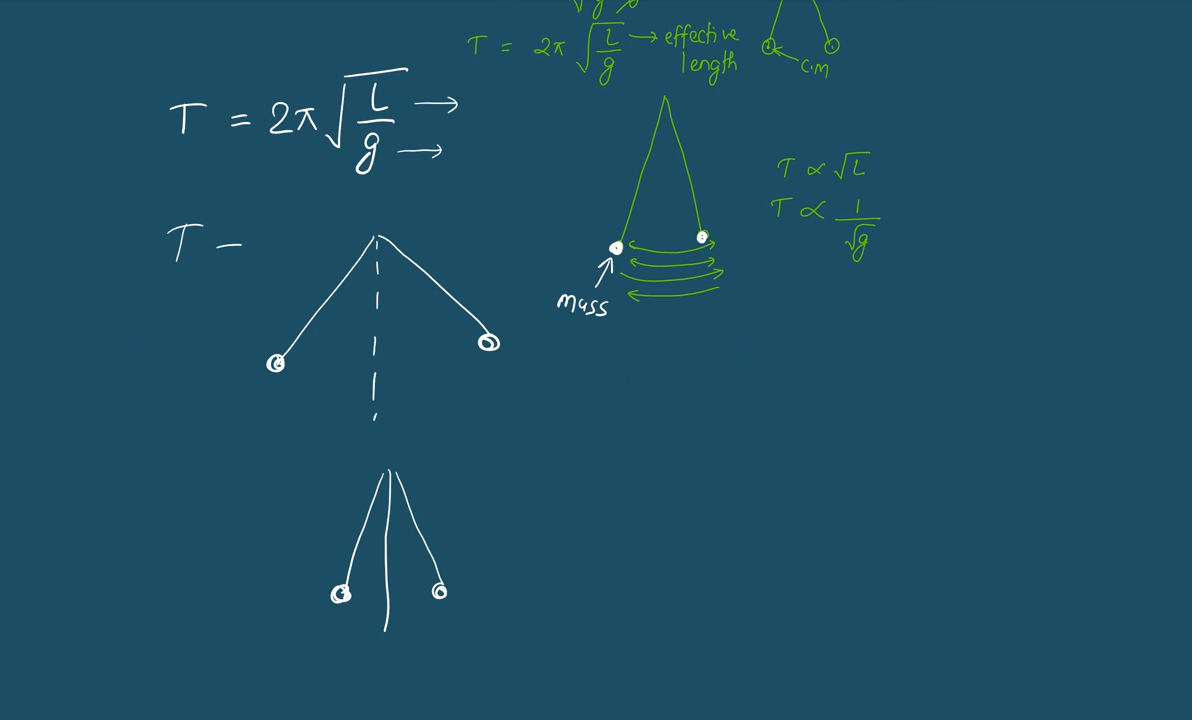 √g
T = 2π √(L/g) → effective length
C.M
T = 2π √(L/g) → →
T ∝ √L
T ∝ 1/√g
T –
mass